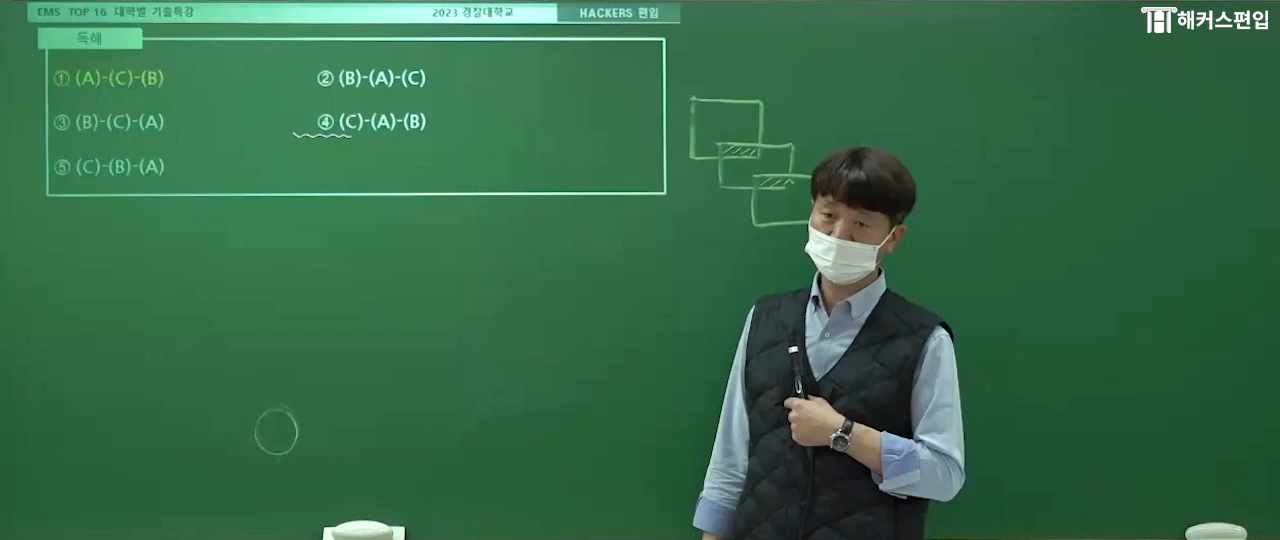 EMS TOP 16 대학별 기출특강 2023 경찰대학교 HACKERS 편입
해커스편입
독해
① (A)-(C)-(B) ② (B)-(A)-(C)
③ (B)-(C)-(A) ④ (C)-(A)-(B)
⑤ (C)-(B)-(A)